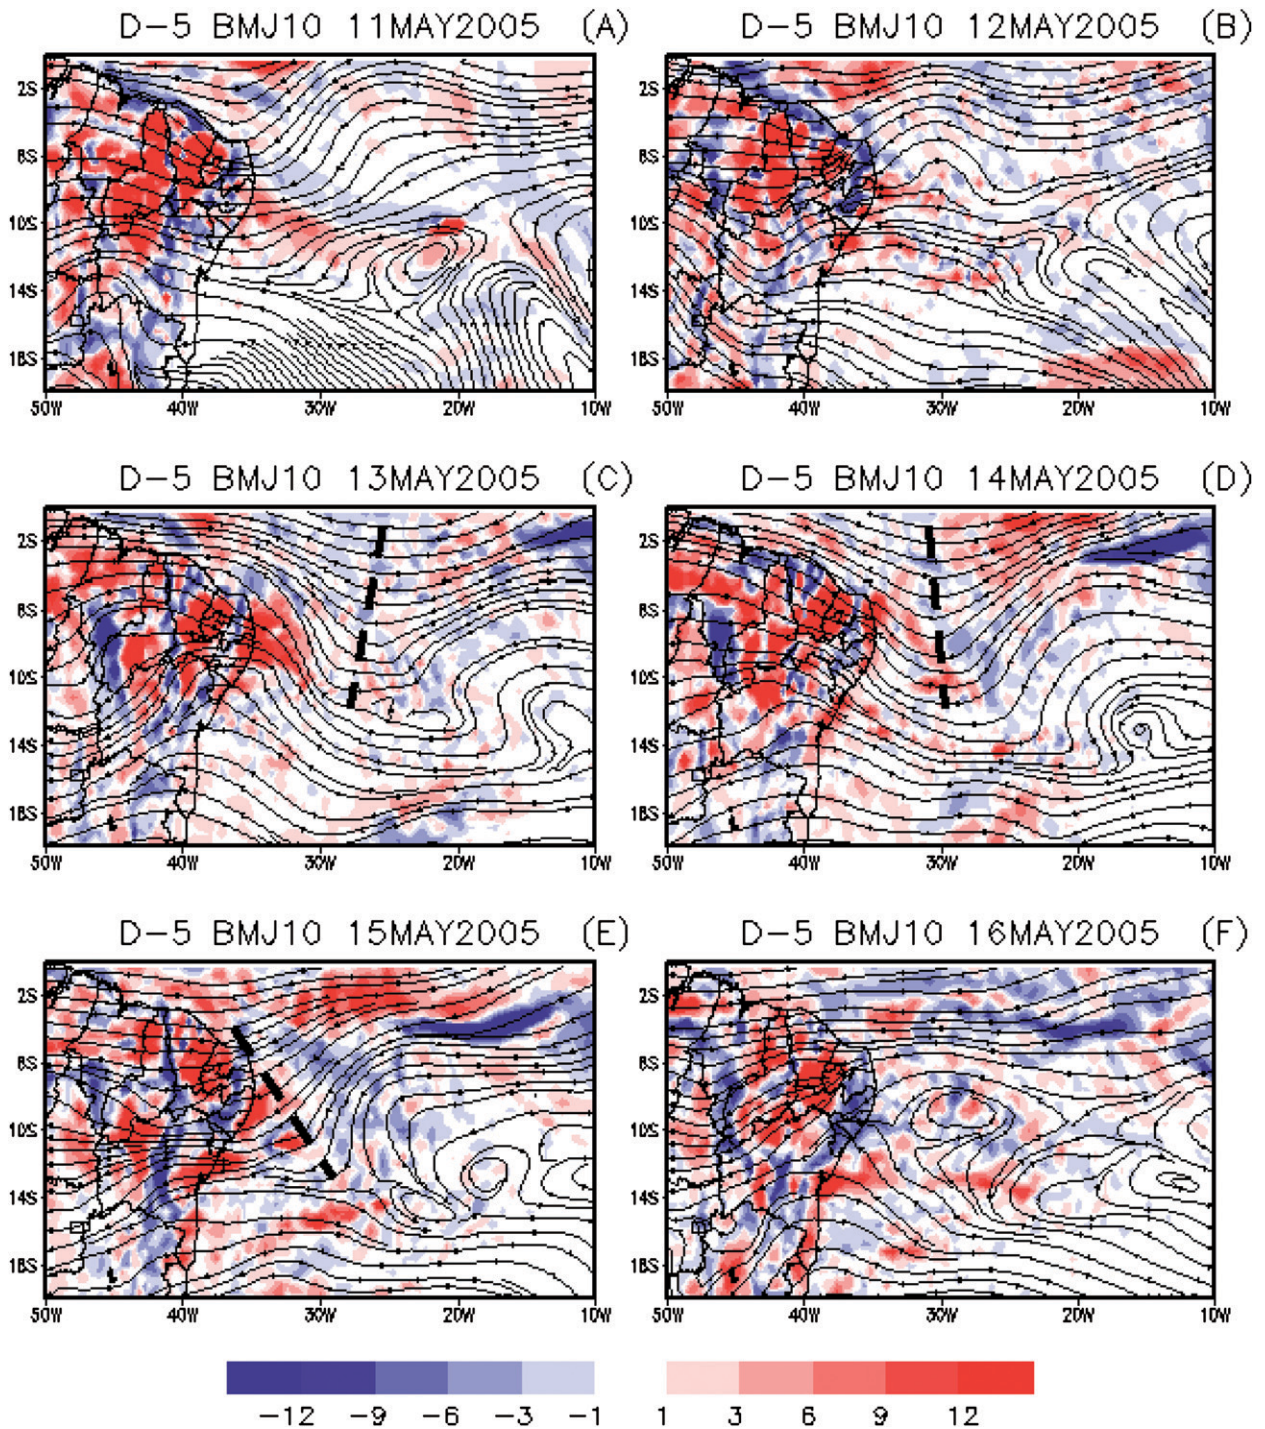 D-5 BMJ10 11MAY2005 (A) D-5 BMJ10 12MAY2005 (B)
2S 2S
6S 6S
10S 10S
14S 14S
18S 18S
50W 40W 30W 20W 10W 50W 40W 30W 20W 10W
D-5 BMJ10 13MAY2005 (C) D-5 BMJ10 14MAY2005 (D)
2S 2S
6S 6S
10S 10S
14S 14S
18S 18S
50W 40W 30W 20W 10W 50W 40W 30W 20W 10W
D-5 BMJ10 15MAY2005 (E) D-5 BMJ10 16MAY2005 (F)
2S 2S
6S 6S
10S 10S
14S 14S
18S 18S
50W 40W 30W 20W 10W 50W 40W 30W 20W 10W
-12 -9 -6 -3 -1 1 3 6 9 12